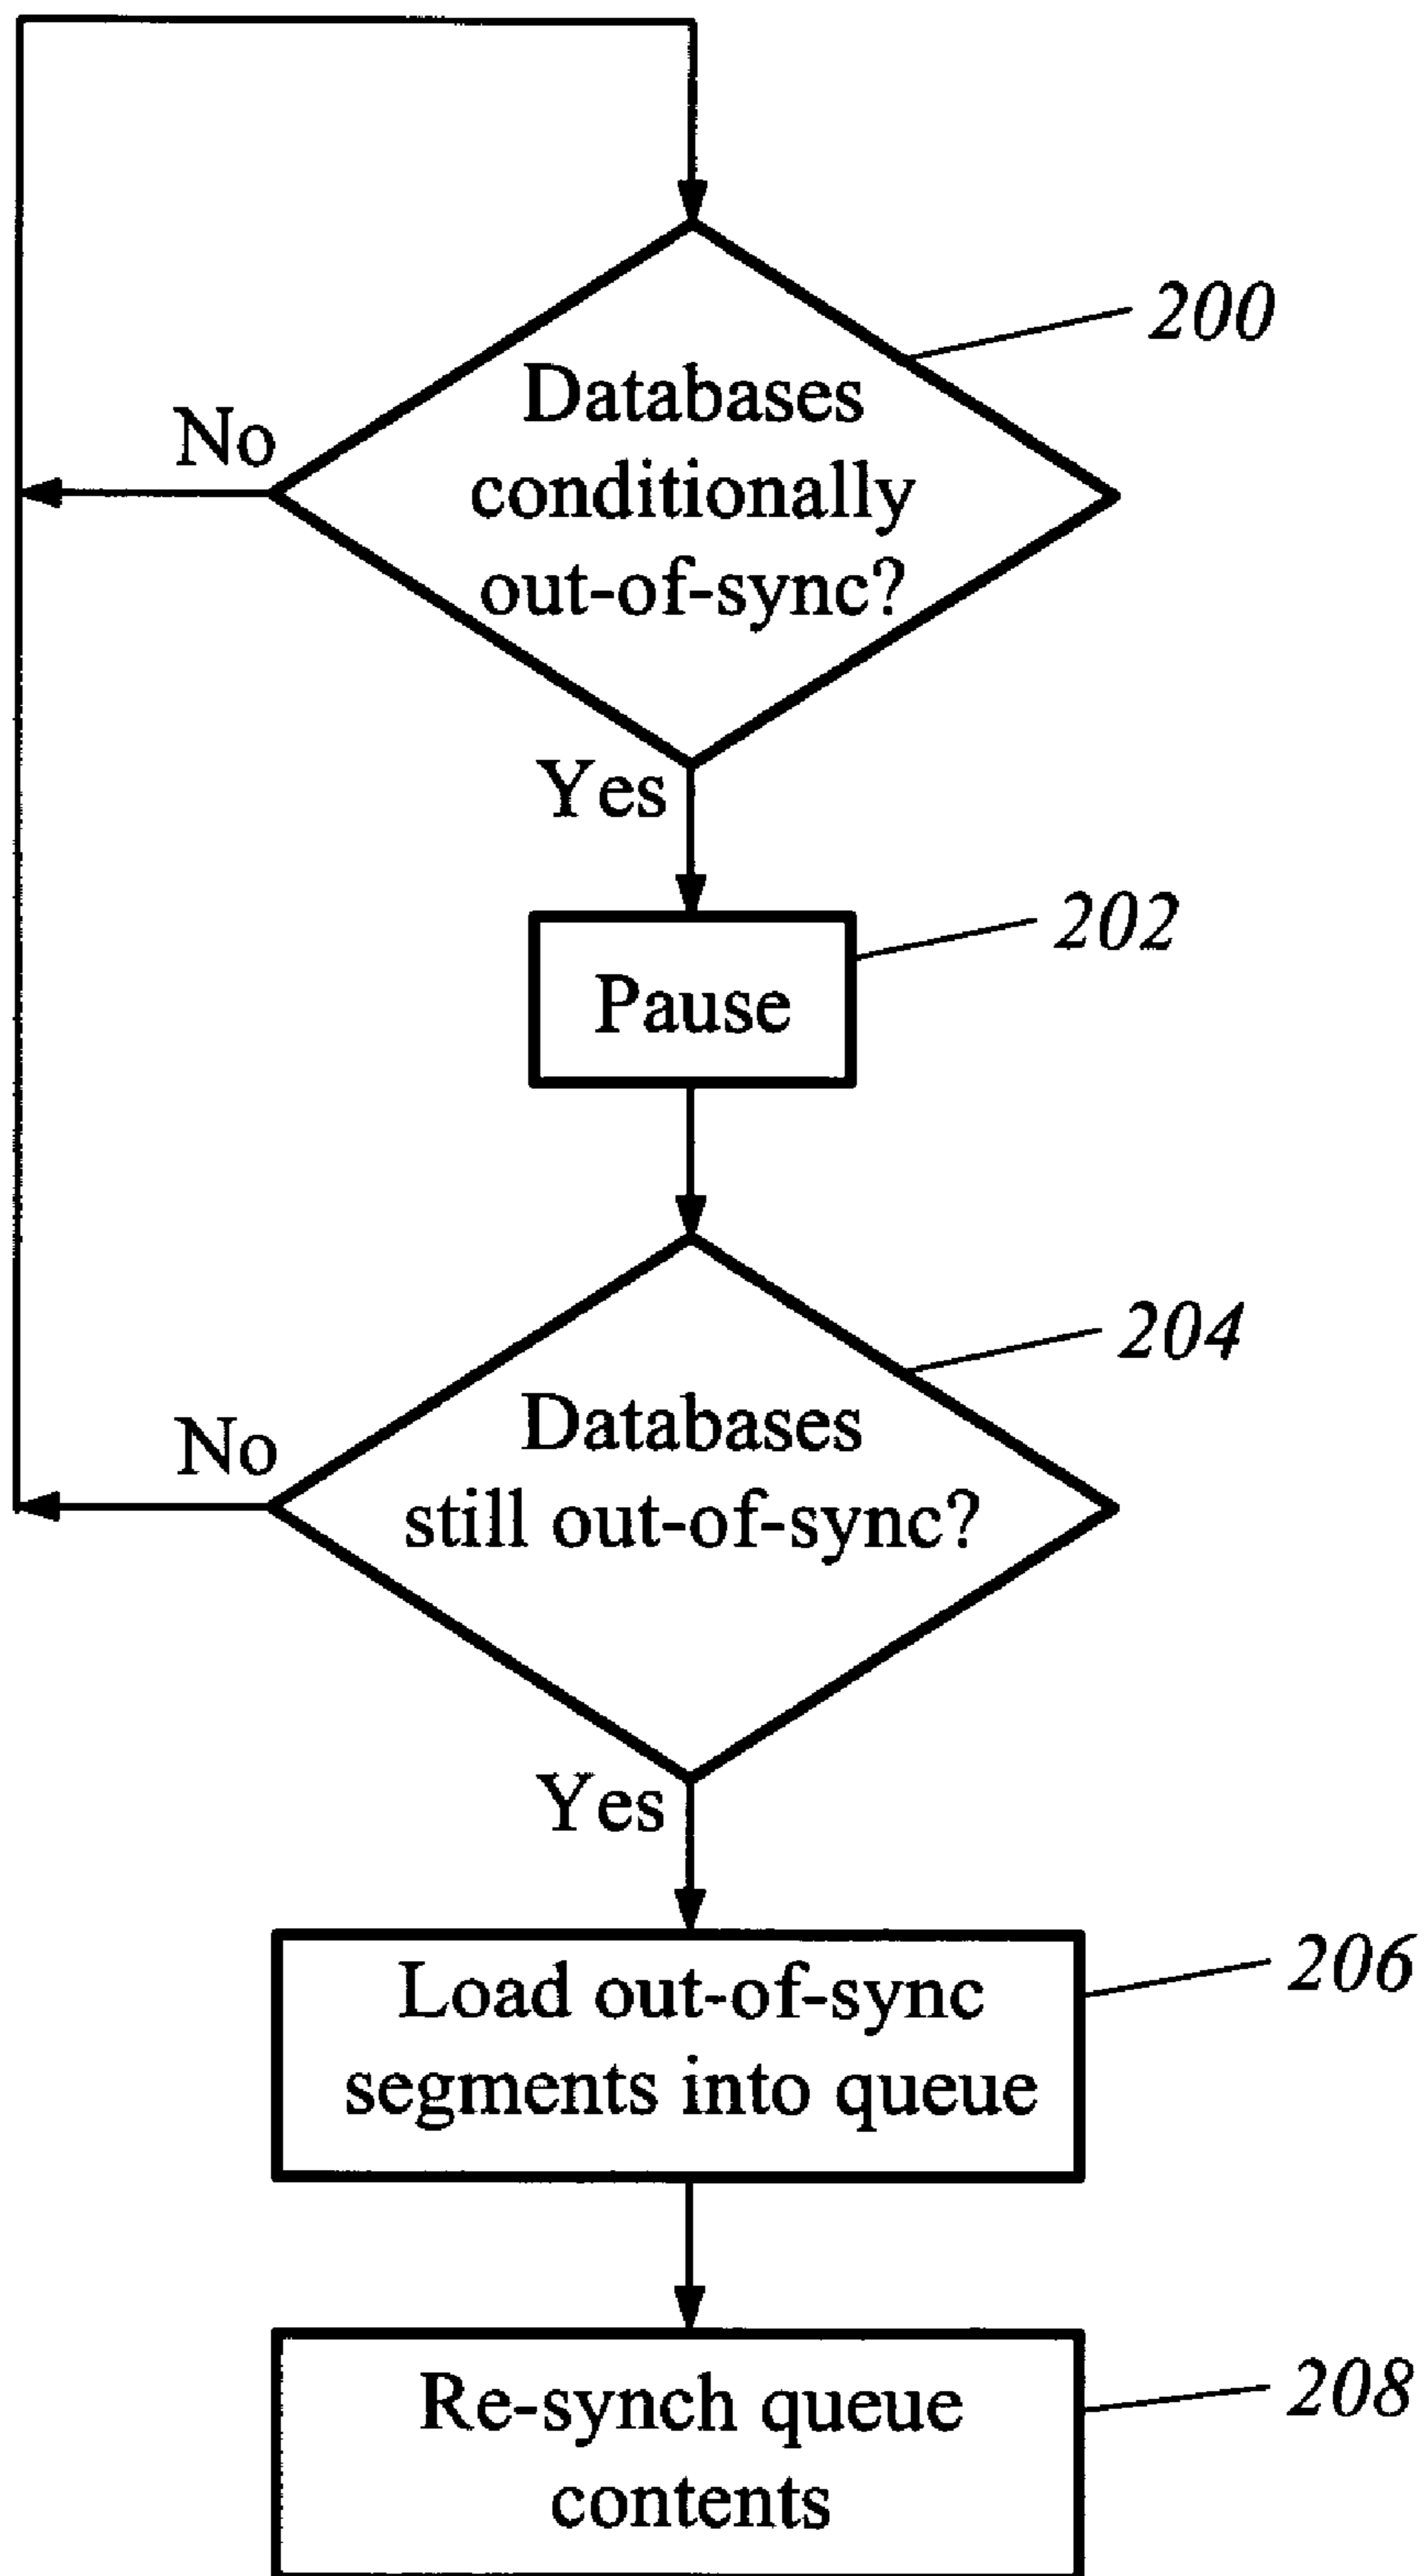 200
Databases
conditionally
out-of-sync?
No
Yes
202
Pause
204
Databases
still out-of-sync?
No
Yes
206
Load out-of-sync
segments into queue
208
Re-synch queue
contents